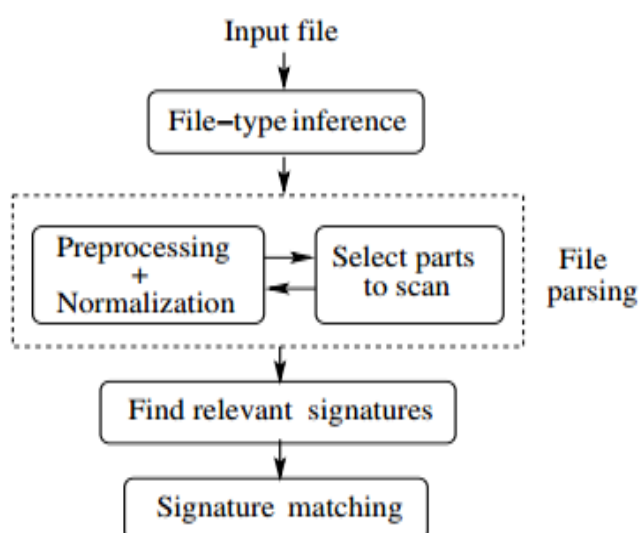 Input file
File-type inference
Preprocessing
+
Normalization
Select parts
to scan
File
parsing
Find relevant signatures
Signature matching